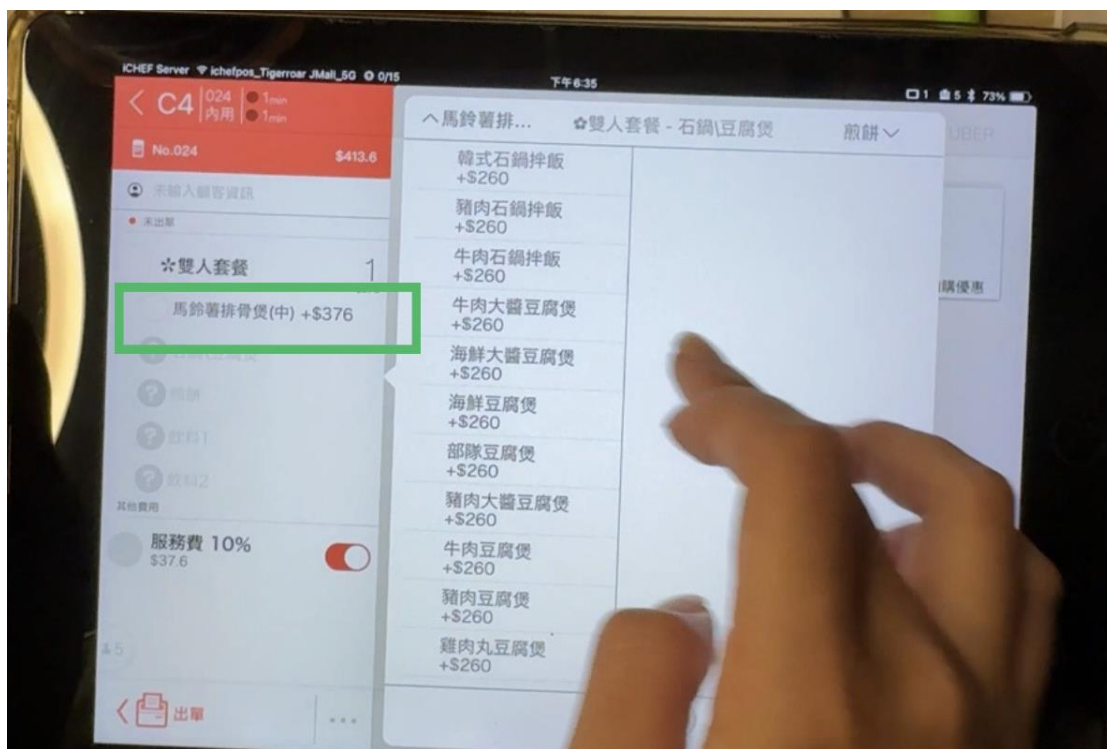 iCHEF Server ichefpos_Tigerroar JMall_5G 0/15
下午6:35
1 5 73%
C4
024
內用
1min
1min
No.024
$413.6
未輸入顧客資訊
未出單
雙人套餐
1
馬鈴薯排骨煲(中) +$376
煎餅
飲料1
飲料2
其他費用
服務費 10%
$37.6
5
出單
...
馬鈴薯排...
雙人套餐 - 石鍋\豆腐煲
煎餅
韓式石鍋拌飯
+$260
豬肉石鍋拌飯
+$260
牛肉石鍋拌飯
+$260
牛肉大醬豆腐煲
+$260
海鮮大醬豆腐煲
+$260
海鮮豆腐煲
+$260
部隊豆腐煲
+$260
豬肉大醬豆腐煲
+$260
牛肉豆腐煲
+$260
豬肉豆腐煲
+$260
雞肉丸豆腐煲
+$260
UBER
購優惠